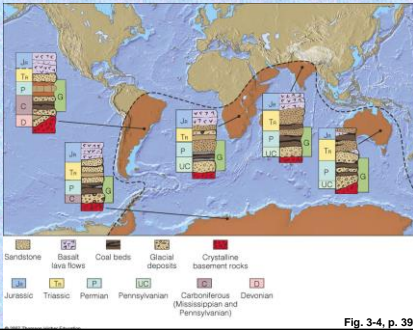 JR
TR
P
C
D
G
JR
TR
P
C
G
JR
TR
P
UC
G
JR
TR
P
UC
G
JR
TR
P
UC
G
Sandstone
Basalt
lava flows
Coal beds
Glacial
deposits
Crystalline
basement rocks
JR
TR
P
UC
C
D
Jurassic
Triassic
Permian
Pennsylvanian
Carboniferous
(Mississippian and
Pennsylvanian)
Devonian
Fig. 3-4, p. 39